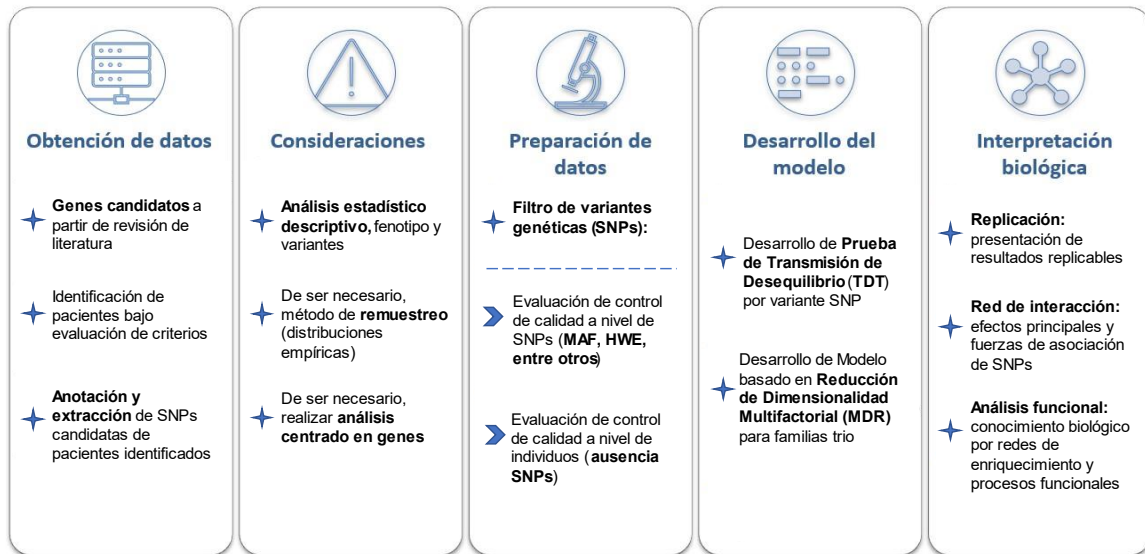 Obtención de datos
Genes candidatos a
partir de revisión de
literatura
Identificación de
pacientes bajo
evaluación de criterios
Anotación y
extracción de SNPs
candidatas de
pacientes identificados
Consideraciones
Análisis estadístico
descriptivo, fenotipo y
variantes
De ser necesario,
método de remuestreo
(distribuciones
empíricas)
De ser necesario,
realizar análisis
centrado en genes
Preparación de
datos
Filtro de variantes
genéticas (SNPs):
Evaluación de control
de calidad a nivel de
SNPs (MAF, HWE,
entre otros)
Evaluación de control
de calidad a nivel de
individuos (ausencia
SNPs)
Desarrollo del
modelo
Desarrollo de Prueba
de Transmisión de
Desequilibrio (TDT)
por variante SNP
Desarrollo de Modelo
basado en Reducción
de Dimensionalidad
Multifactorial (MDR)
para familias trio
Interpretación
biológica
Replicación:
presentación de
resultados replicables
Red de interacción:
efectos principales y
fuerzas de asociación
de SNPs
Análisis funcional:
conocimiento biológico
por redes de
enriquecimiento y
procesos funcionales